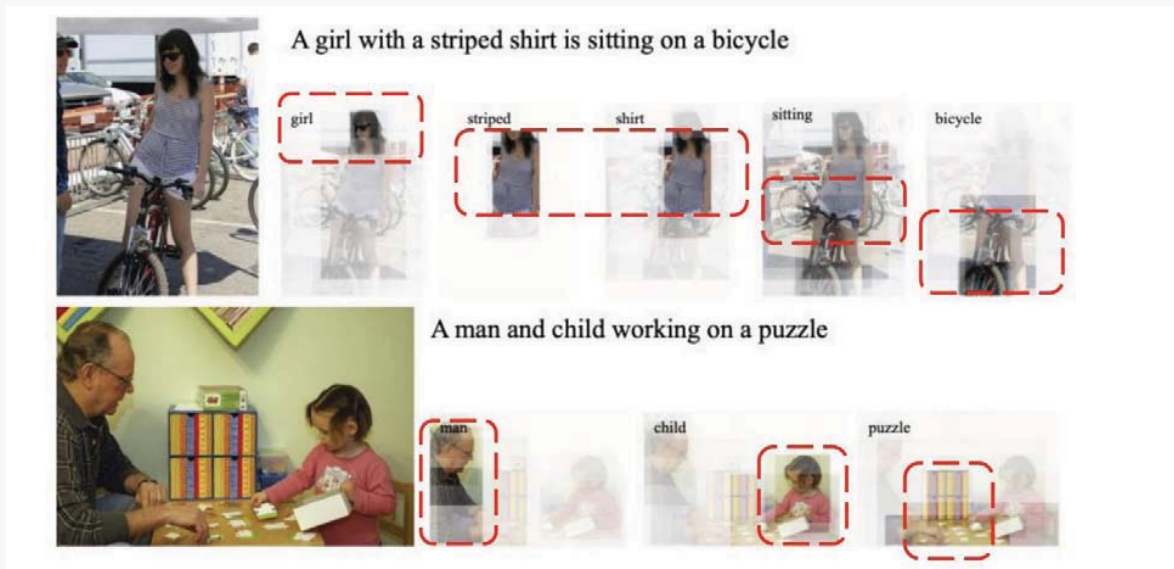 A girl with a striped shirt is sitting on a bicycle
girl
striped
shirt
sitting
bicycle
A man and child working on a puzzle
man
child
puzzle